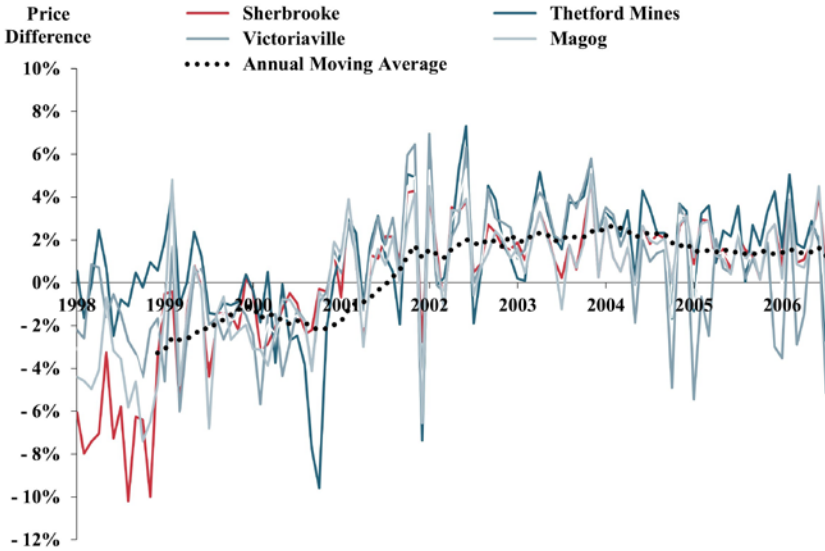 Price
Difference
Sherbrooke
Thetford Mines
Victoriaville
Magog
Annual Moving Average
10%
8%
6%
4%
2%
0%
1998 1999 2000 2001 2002 2003 2004 2005 2006
- 2%
- 4%
- 6%
- 8%
- 10%
- 12%